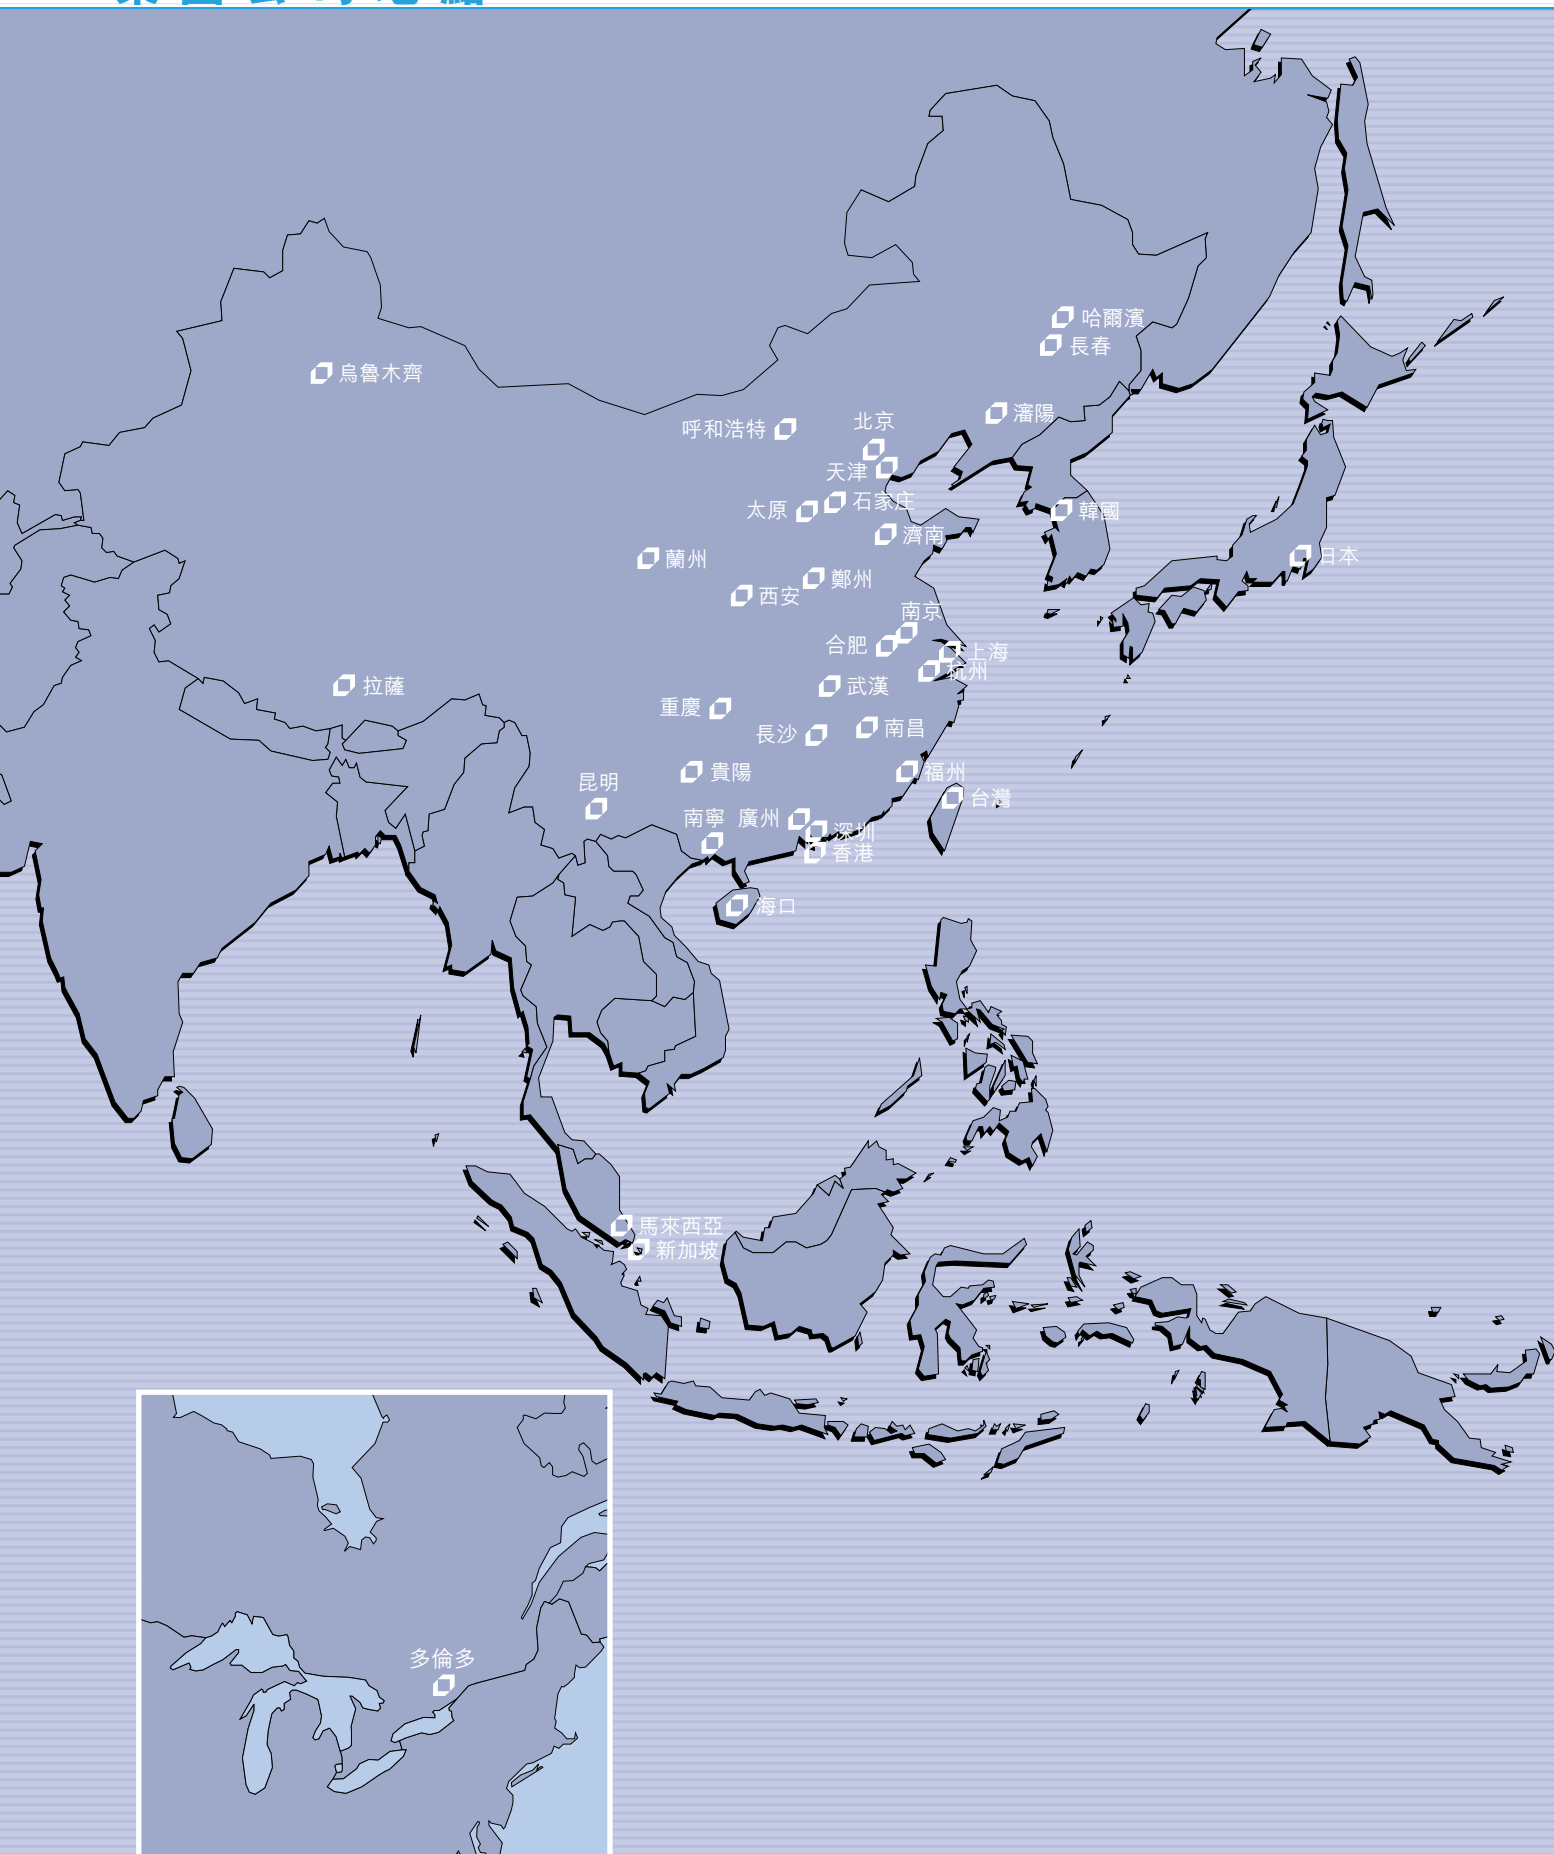 哈爾濱
長春
烏魯木齊
瀋陽
北京
呼和浩特
天津
石家庄
太原
韓國
濟南
日本
蘭州
鄭州
西安
南京
合肥
上海
杭州
拉薩
武漢
重慶
南昌
長沙
福州
貴陽
昆明
台灣
南寧
廣州
深圳
香港
海口
馬來西亞
新加坡
多倫多